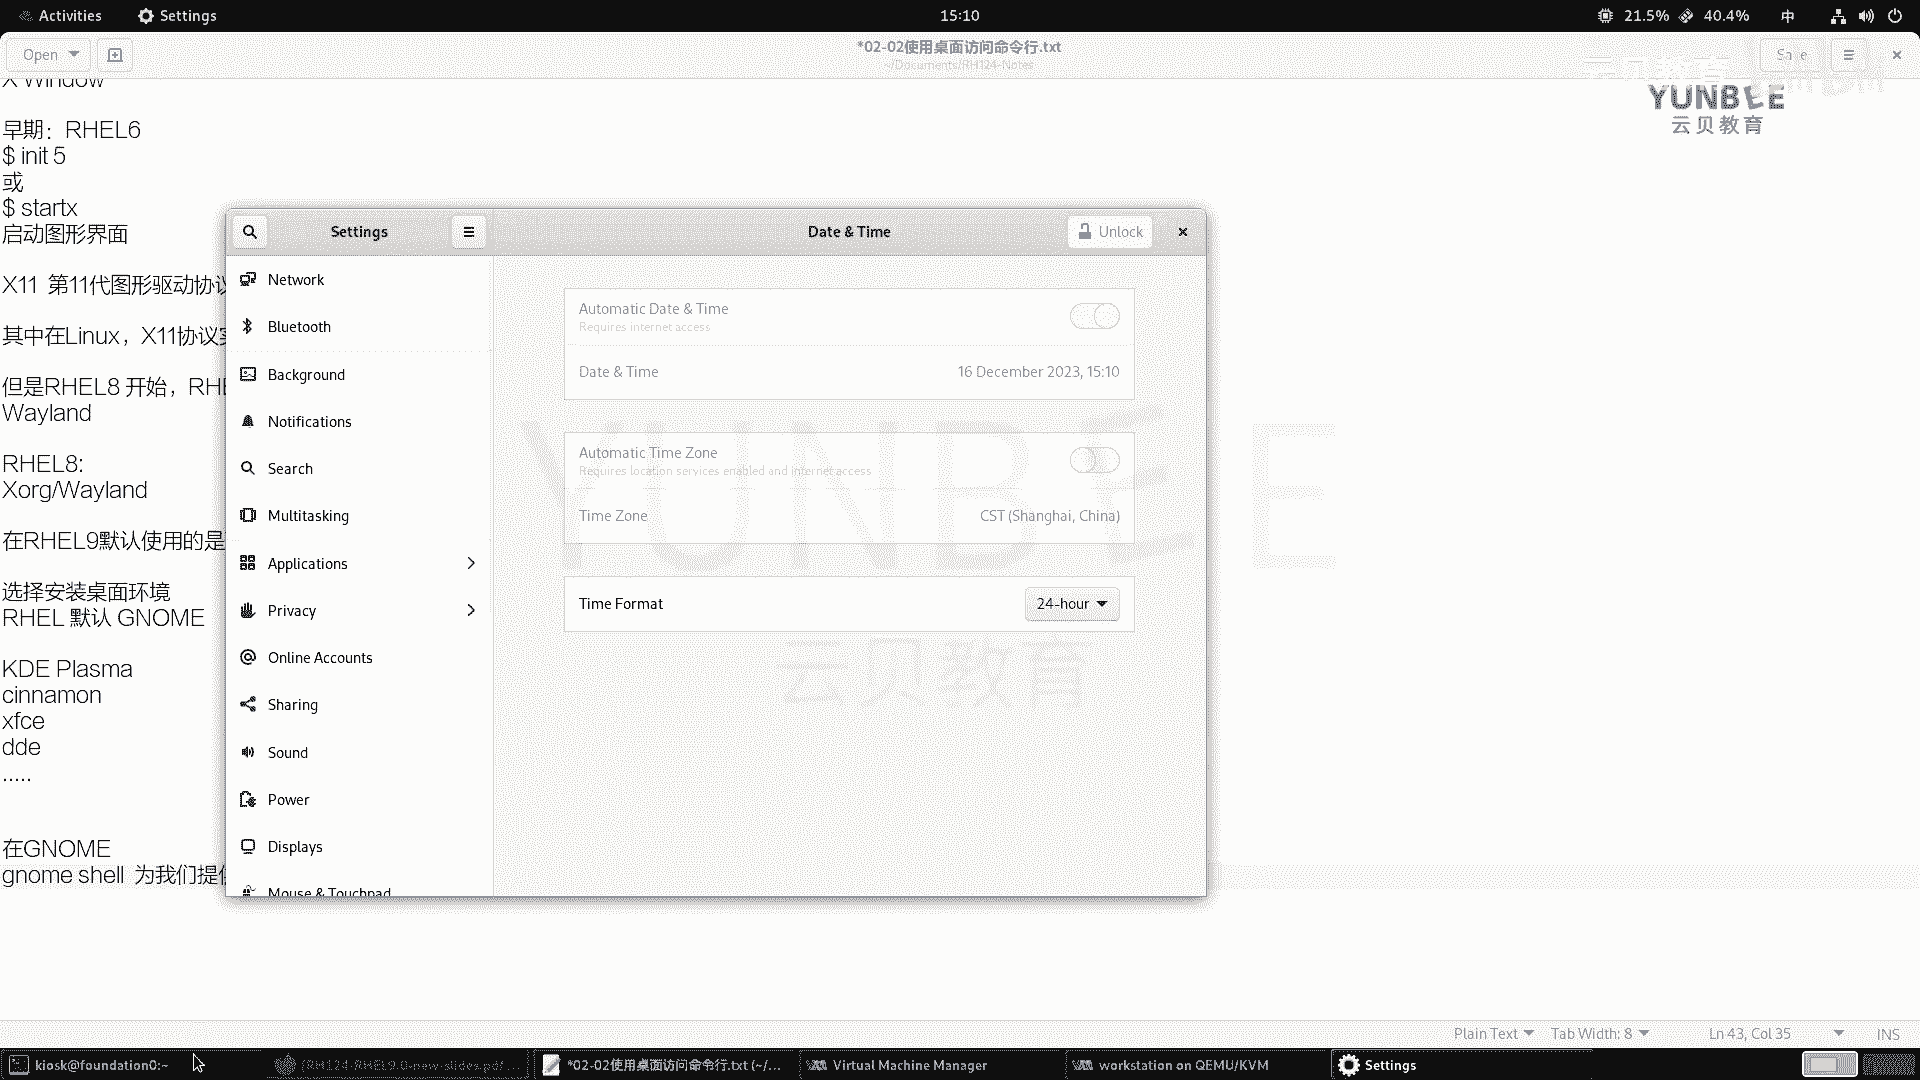 Activities
Settings
15:10
21.5%
40.4%
中
Open
*02-02使用桌面访问命令行.txt
~/Documents/RH124-Notes
Save
YUNBEE
云贝教育
X Window
早期：RHEL6
$ init 5
或
$ startx
启动图形界面
X11 第11代图形驱动协议
其中在Linux，X11协议
但是RHEL8 开始，RHE
Wayland
RHEL8:
Xorg/Wayland
在RHEL9默认使用的是
选择安装桌面环境
RHEL 默认 GNOME
KDE Plasma
cinnamon
xfce
dde
.....
在GNOME
gnome shell 为我们提供
Settings
Network
Bluetooth
Background
Notifications
Search
Multitasking
Applications
Privacy
Online Accounts
Sharing
Sound
Power
Displays
Mouse & Touchpad
Date & Time
Unlock
Automatic Date & Time
Requires internet access
Date & Time
16 December 2023, 15:10
Automatic Time Zone
Requires location services enabled and internet access
Time Zone
CST (Shanghai, China)
Time Format
24-hour
YUNBEE
云贝教育
Plain Text
Tab Width: 8
Ln 43, Col 35
INS
kiosk@foundation0:~
(RH124-RHEL9.0-new-slides.pdf...
*02-02使用桌面访问命令行.txt (~/...
Virtual Machine Manager
workstation on QEMU/KVM
Settings